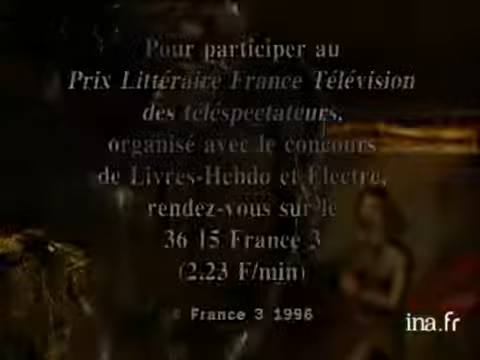 Pour participer au
Prix Littéraire France Télévision
des téléspectateurs,
organisé avec le concours
de Livres-Hebdo et Electre,
rendez-vous sur le
36 15 France 3
(2.23 F/min)
© France 3 1996
ina.fr